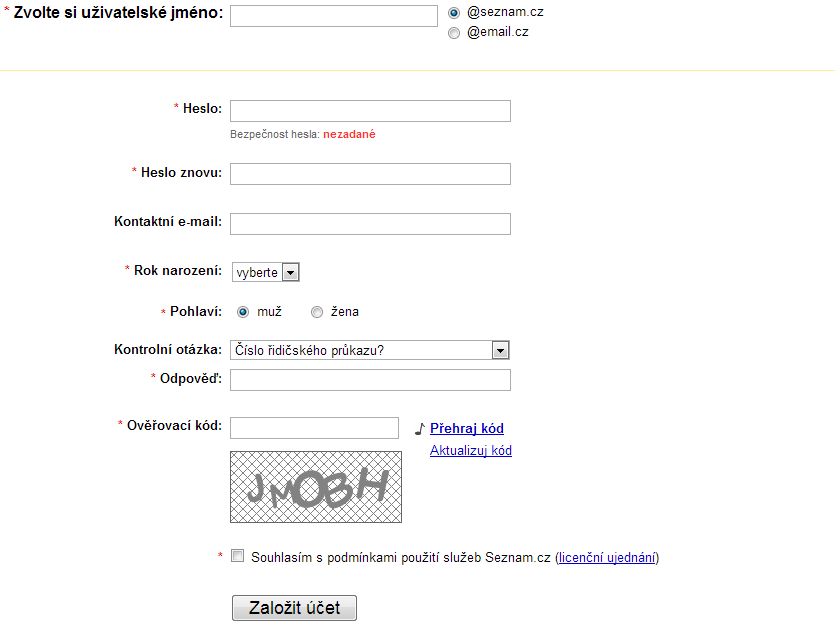 * Zvolte si uživatelské jméno: @seznam.cz
@email.cz
* Heslo:
Bezpečnost hesla: nezadané
* Heslo znovu:
Kontaktní e-mail:
* Rok narození: vyberte
* Pohlaví: muž žena
Kontrolní otázka: Číslo řidičského průkazu?
* Odpověď:
* Ověřovací kód: Přehraj kód
Aktualizuj kód
JMOBH
* Souhlasím s podmínkami použití služeb Seznam.cz (licenční ujednání)
Založit účet